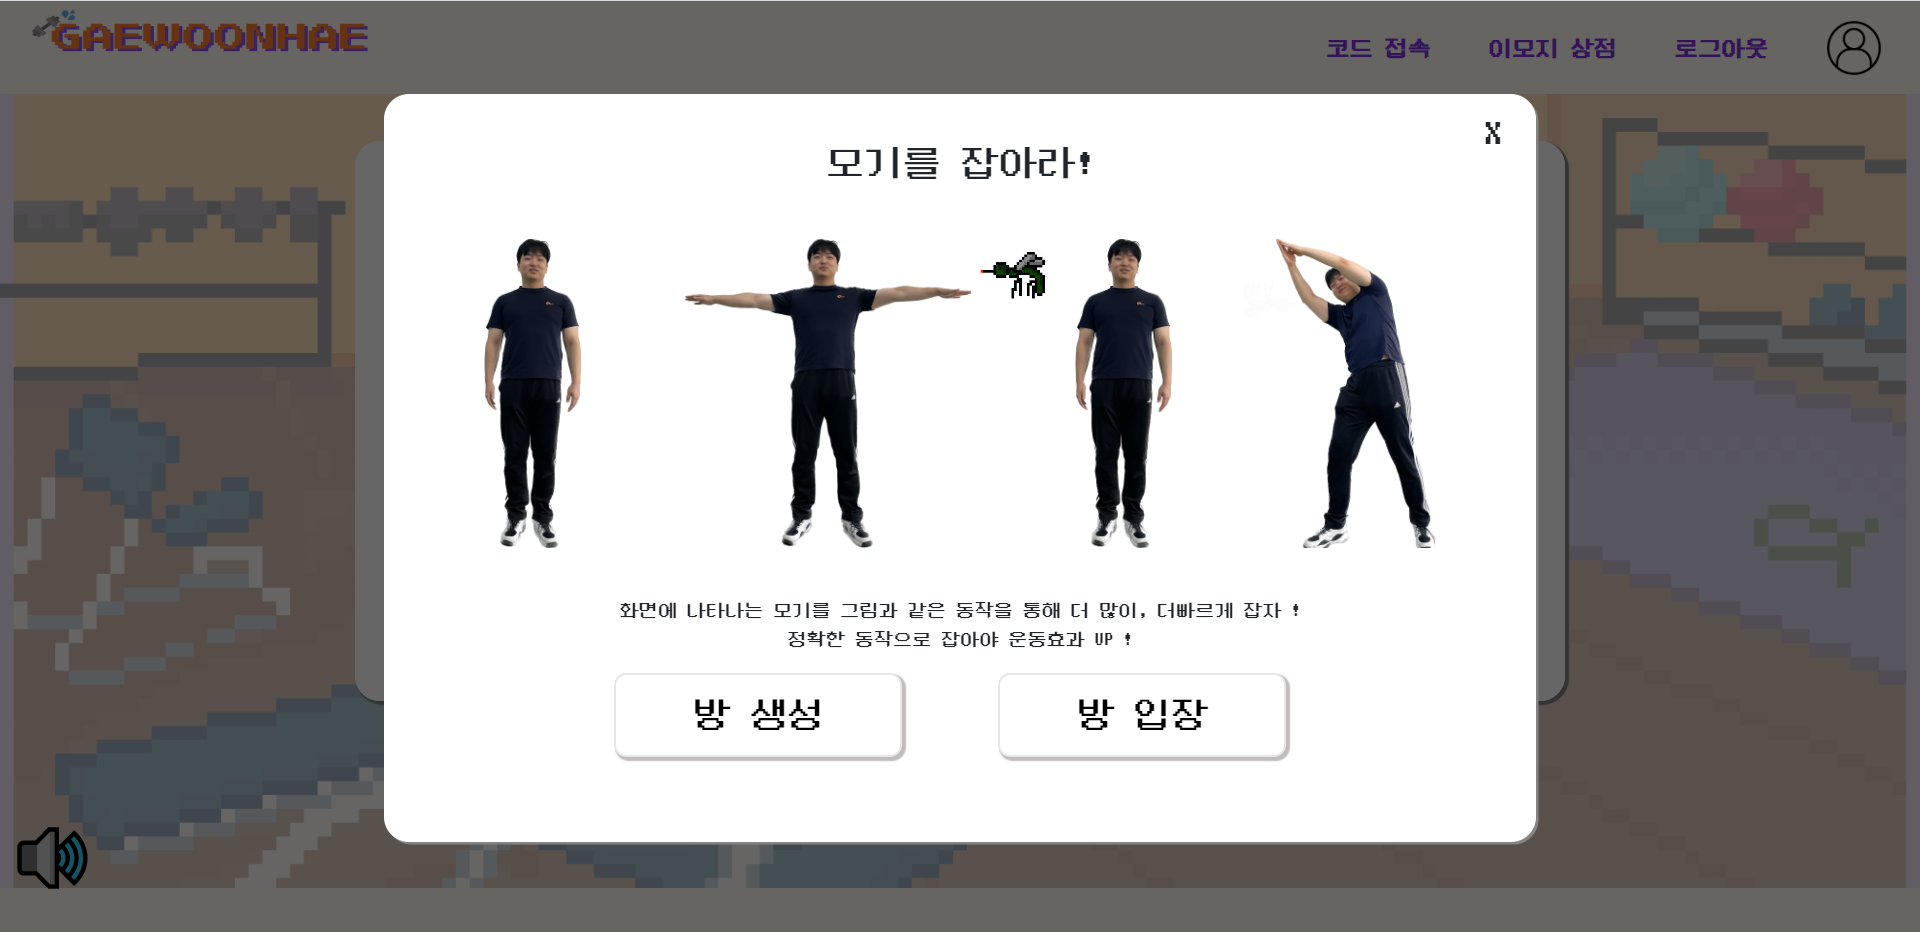 GAEWOONHAE
코드 접속
이모지 상점
로그아웃
X
모기를 잡아라!
화면에 나타나는 모기를 그림과 같은 동작을 통해 더 많이, 더빠르게 잡자 !
정확한 동작으로 잡아야 운동효과 UP !
방 생성
방 입장